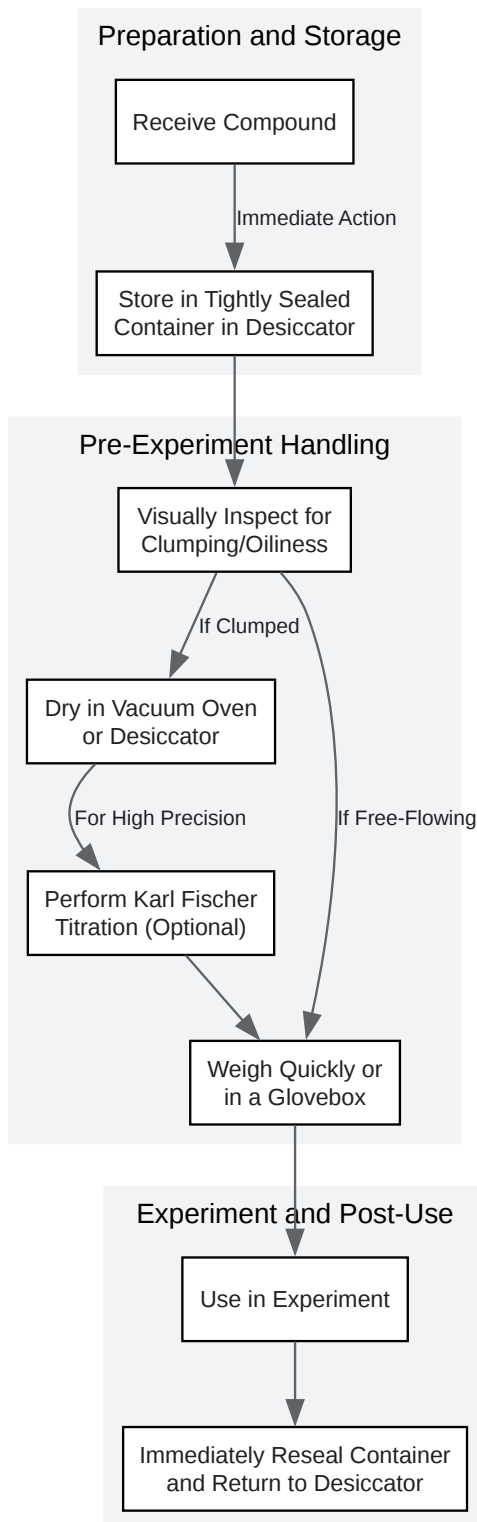 Preparation and Storage
Receive Compound
Immediate Action
Store in Tightly Sealed
Container in Desiccator
Pre-Experiment Handling
Visually Inspect for
Clumping/Oiliness
If Clumped
Dry in Vacuum Oven
or Desiccator
For High Precision
If Free-Flowing
Perform Karl Fischer
Titration (Optional)
Weigh Quickly or
in a Glovebox
Experiment and Post-Use
Use in Experiment
Immediately Reseal Container
and Return to Desiccator